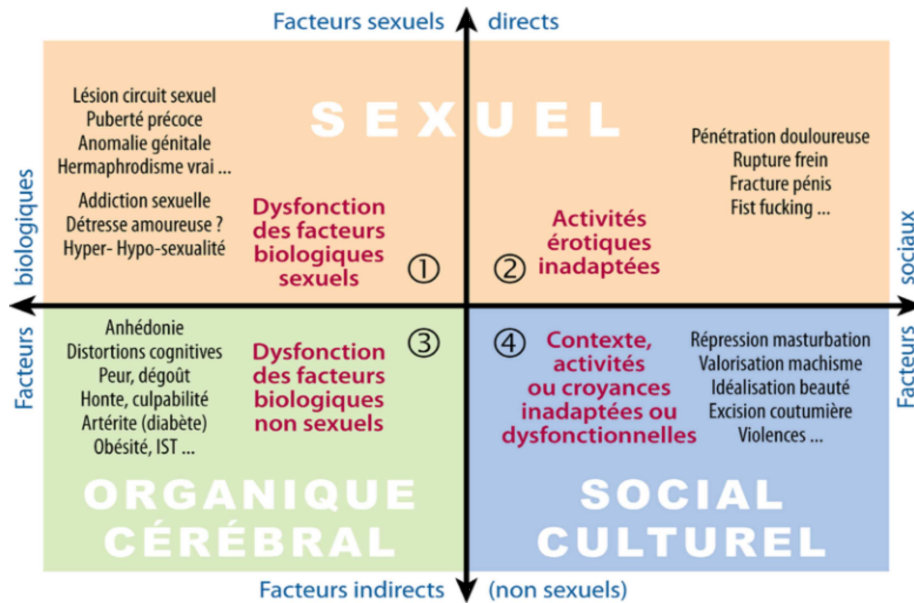 Facteurs sexuels directs
SEXUEL
Lésion circuit sexuel
Puberté précoce
Anomalie génitale
Hermaphrodisme vrai ...
Addiction sexuelle
Détresse amoureuse ?
Hyper- Hypo-sexualité
Dysfonction
des facteurs
biologiques
sexuels
①
②
Activités
érotiques
inadaptées
Pénétration douloureuse
Rupture frein
Fracture pénis
Fist fucking ...
Facteurs biologiques
Facteurs sociaux
Anhédonie
Distortions cognitives
Peur, dégoût
Honte, culpabilité
Artérite (diabète)
Obésité, IST ...
Dysfonction
des facteurs
biologiques
non sexuels
③
④
Contexte,
activités
ou croyances
inadaptées ou
dysfonctionnelles
Répression masturbation
Valorisation machisme
Idéalisation beauté
Excision coutumière
Violences ...
ORGANIQUE
CÉRÉBRAL
SOCIAL
CULTUREL
Facteurs indirects (non sexuels)